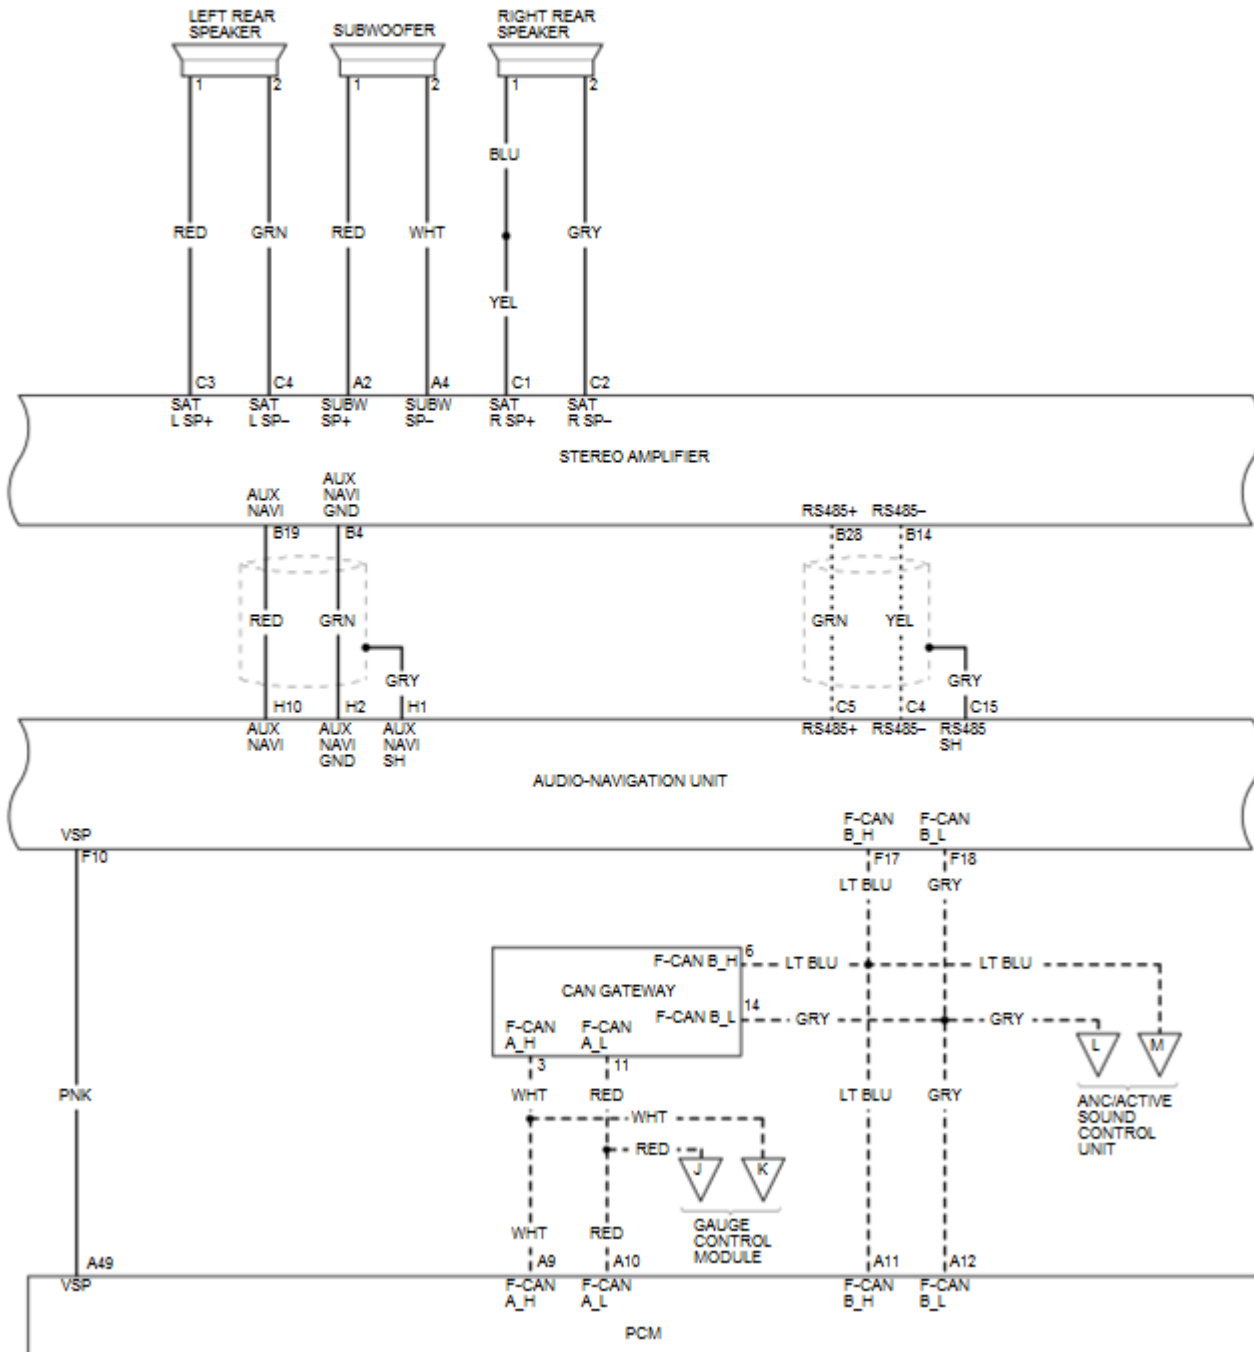 LEFT REAR
SPEAKER
SUBWOOFER
RIGHT REAR
SPEAKER
1
2
1
2
1
2
BLU
RED
GRN
RED
WHT
GRY
YEL
C3
C4
A2
A4
C1
C2
SAT
L SP+
SAT
L SP–
SUBW
SP+
SUBW
SP–
SAT
R SP+
SAT
R SP–
STEREO AMPLIFIER
AUX
NAVI
AUX
NAVI
GND
RS485+
RS485–
B19
B4
B28
B14
RED
GRN
GRN
YEL
GRY
GRY
H10
H2
H1
C5
C4
C15
AUX
NAVI
AUX
NAVI
GND
AUX
NAVI
SH
RS485+
RS485–
RS485
SH
AUDIO-NAVIGATION UNIT
VSP
F-CAN
B_H
F-CAN
B_L
F10
F17
F18
LT BLU
GRY
6
F-CAN B_H
LT BLU
LT BLU
CAN GATEWAY
14
F-CAN B_L
GRY
GRY
F-CAN
A_H
F-CAN
A_L
L
M
3
11
PNK
WHT
RED
LT BLU
GRY
ANC/ACTIVE
SOUND
CONTROL
UNIT
WHT
RED
J
K
WHT
RED
GAUGE
CONTROL
MODULE
A49
A9
A10
A11
A12
VSP
F-CAN
A_H
F-CAN
A_L
F-CAN
B_H
F-CAN
B_L
PCM